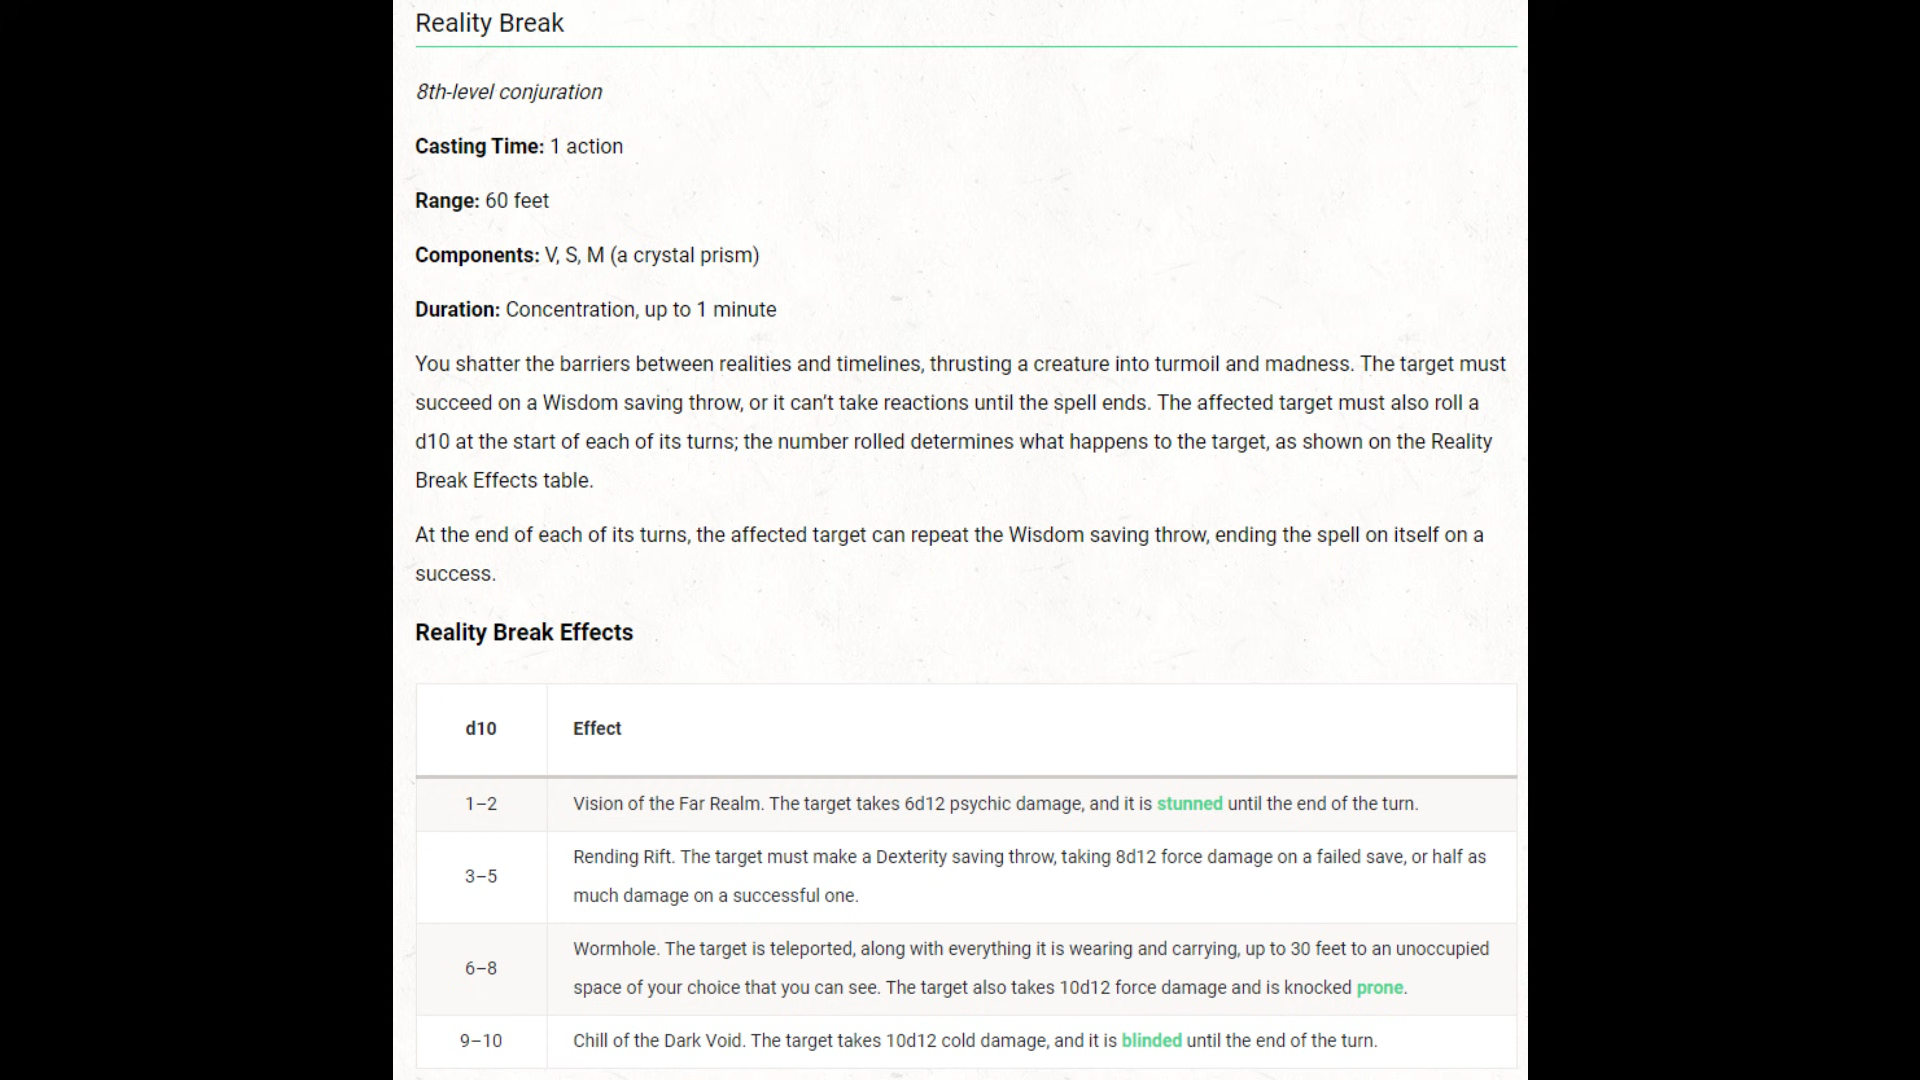 Reality Break
8th-level conjuration
Casting Time: 1 action
Range: 60 feet
Components: V, S, M (a crystal prism)
Duration: Concentration, up to 1 minute
You shatter the barriers between realities and timelines, thrusting a creature into turmoil and madness. The target must
succeed on a Wisdom saving throw, or it can’t take reactions until the spell ends. The affected target must also roll a
d10 at the start of each of its turns; the number rolled determines what happens to the target, as shown on the Reality
Break Effects table.
At the end of each of its turns, the affected target can repeat the Wisdom saving throw, ending the spell on itself on a
success.
Reality Break Effects
d10 Effect
1–2 Vision of the Far Realm. The target takes 6d12 psychic damage, and it is stunned until the end of the turn.
3–5 Rending Rift. The target must make a Dexterity saving throw, taking 8d12 force damage on a failed save, or half as
much damage on a successful one.
6–8 Wormhole. The target is teleported, along with everything it is wearing and carrying, up to 30 feet to an unoccupied
space of your choice that you can see. The target also takes 10d12 force damage and is knocked prone.
9–10 Chill of the Dark Void. The target takes 10d12 cold damage, and it is blinded until the end of the turn.